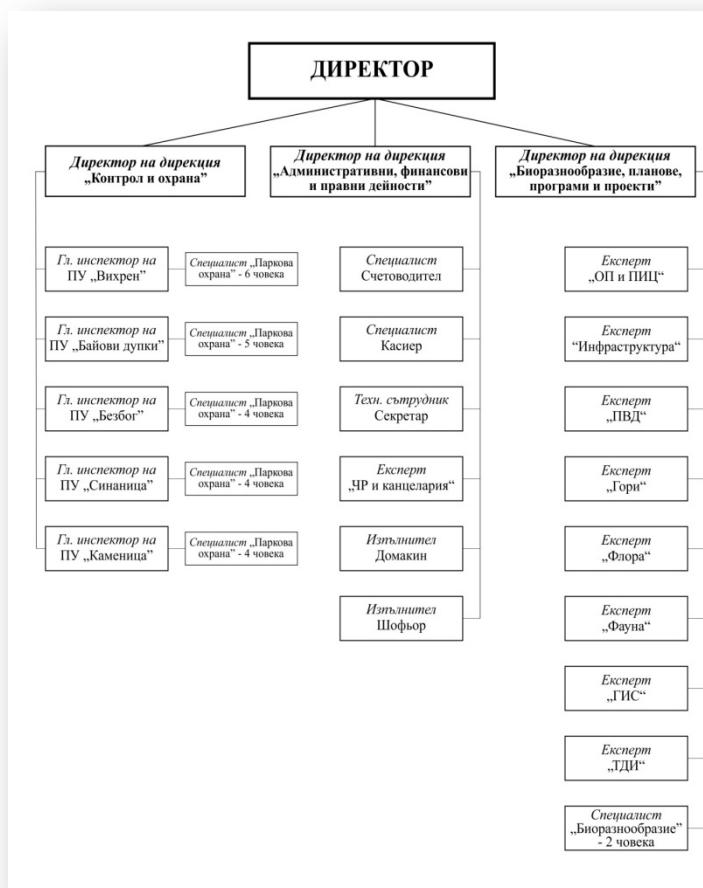 ДИРЕКТОР
Директор на дирекция
„Контрол и охрана”
Директор на дирекция
„Административни, финансови
и правни дейности”
Директор на дирекция
„Биоразнообразие, планове,
програми и проекти”
Гл. инспектор на
ПУ „Вихрен”
Специалист „Паркова
охрана” - 6 човека
Гл. инспектор на
ПУ „Байови дупки”
Специалист „Паркова
охрана” - 5 човека
Гл. инспектор на
ПУ „Безбог”
Специалист „Паркова
охрана” - 4 човека
Гл. инспектор на
ПУ „Синаница”
Специалист „Паркова
охрана” - 4 човека
Гл. инспектор на
ПУ „Каменица”
Специалист „Паркова
охрана” - 4 човека
Специалист
Счетоводител
Специалист
Касиер
Техн. сътрудник
Секретар
Експерт
„ЧР и канцелария“
Изпълнител
Домакин
Изпълнител
Шофьор
Експерт
„ОП и ПИЦ“
Експерт
“Инфраструктура“
Експерт
„ПВД“
Експерт
„Гори“
Експерт
„Флора“
Експерт
„Фауна“
Експерт
„ГИС“
Експерт
„ТДИ“
Специалист
„Биоразнообразие”
- 2 човека